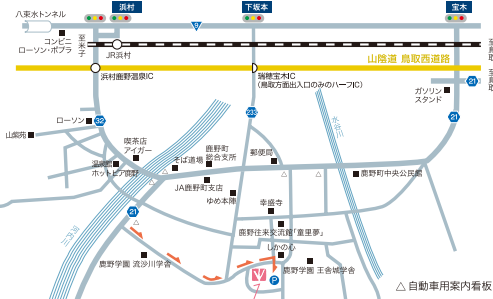 浜村
下坂本
宝木
八束水トンネル
9
コンビニ
ローソン・ポプラ
至米子
JR浜村
山陰道 鳥取西道路
浜村鹿野温泉IC
瑞穂宝木IC
(鳥取方面出入口のみのハーフIC)
21
ガソリン
スタンド
ローソン
32
233
21
山紫苑
喫茶店
アイガー
鹿野町
総合支所
郵便局
水谷川
温泉館
ホットピア鹿野
そば道場
JA鹿野町支店
鹿野町中央公民館
ゆめ本陣
幸盛寺
21
河内川
鹿野往来交流館「童里夢」
しかの心
鹿野学園 流沙川学舎
鹿野学園 王舎城学舎
P
△自動車用案内看板